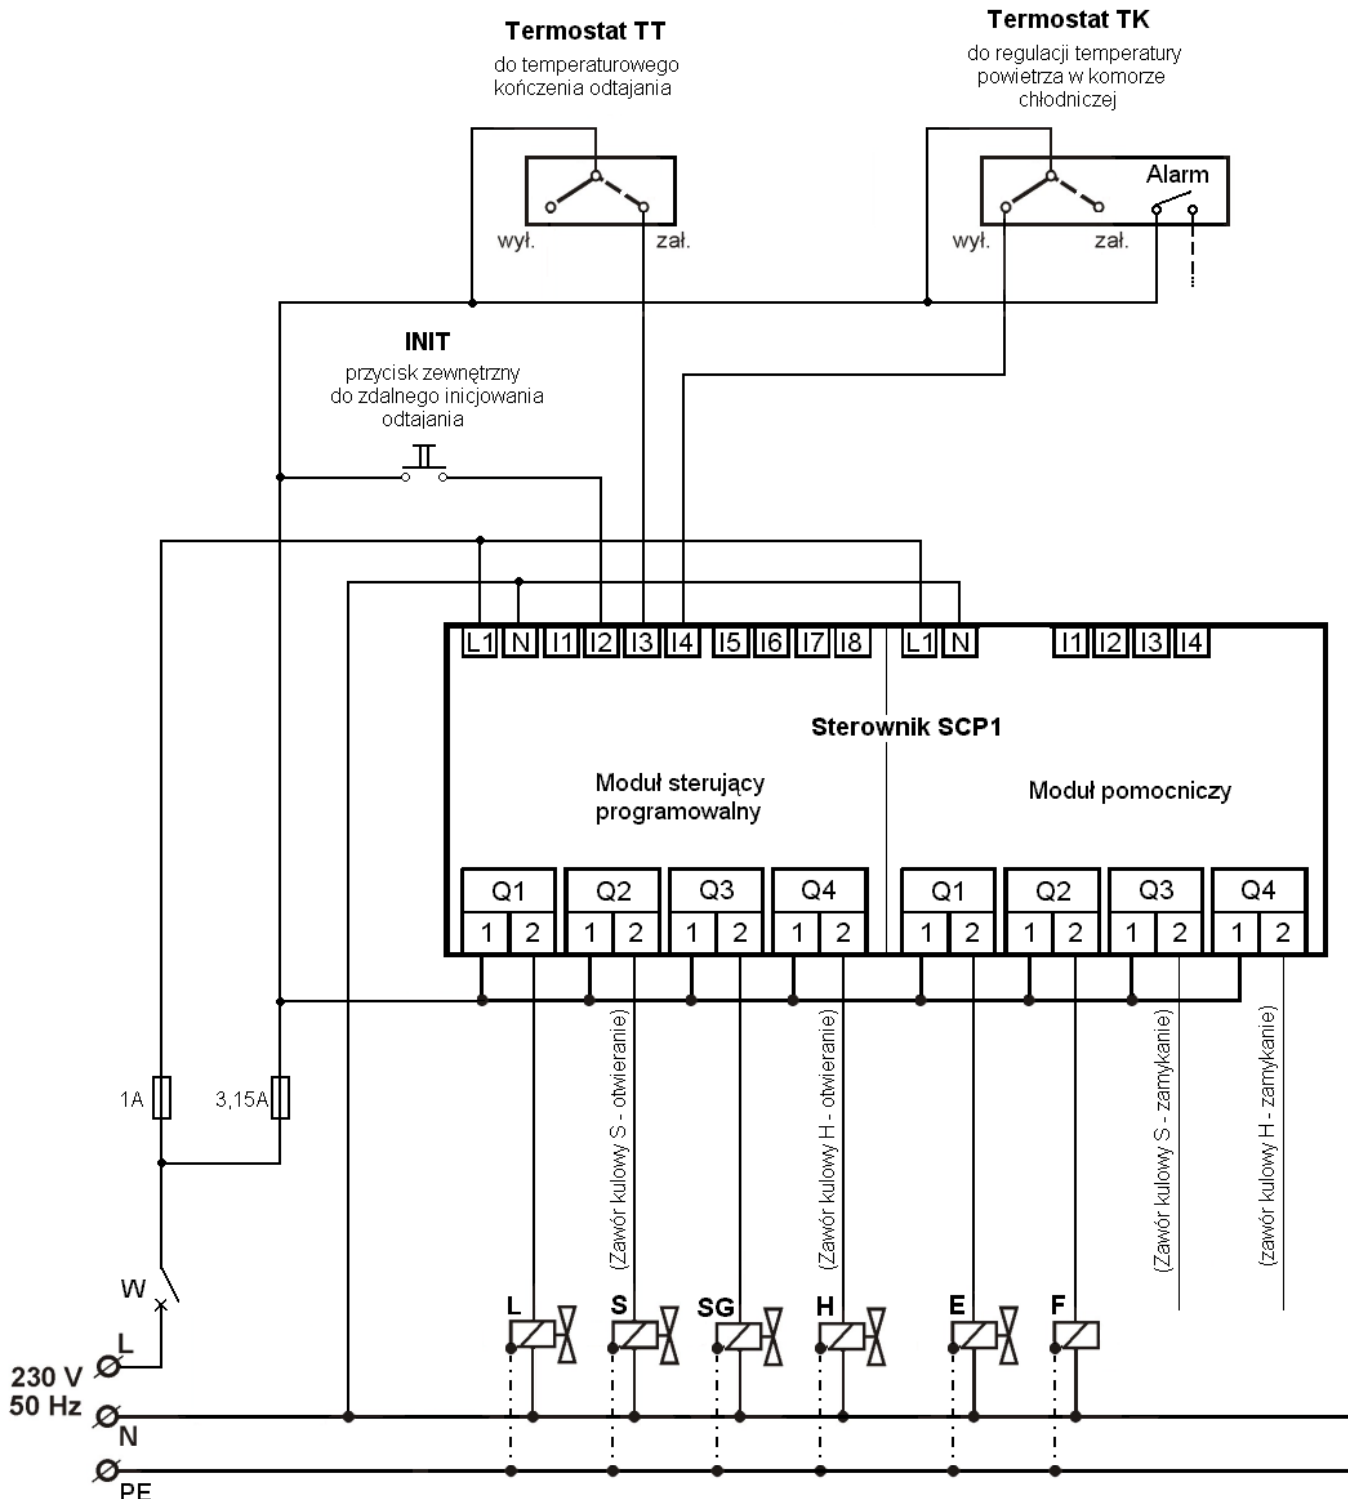 Termostat TT
do temperaturowego
kończenia odtajania
wył.
zał.
Termostat TK
do regulacji temperatury
powietrza w komorze
chłodniczej
Alarm
wył.
zał.
INIT
przycisk zewnętrzny
do zdalnego inicjowania
odtajania
L1 N I1 I2 I3 I4 I5 I6 I7 I8 L1 N I1 I2 I3 I4
Sterownik SCP1
Moduł sterujący
programowalny
Moduł pomocniczy
Q1 Q2 Q3 Q4 Q1 Q2 Q3 Q4
1 2 1 2 1 2 1 2 1 2 1 2 1 2 1 2
(Zawór kulowy S - otwieranie)
(Zawór kulowy H - otwieranie)
(Zawór kulowy S - zamykanie)
(zawór kulowy H - zamykanie)
1A
3,15A
W
L S SG H E F
L
230 V
50 Hz
N
PE